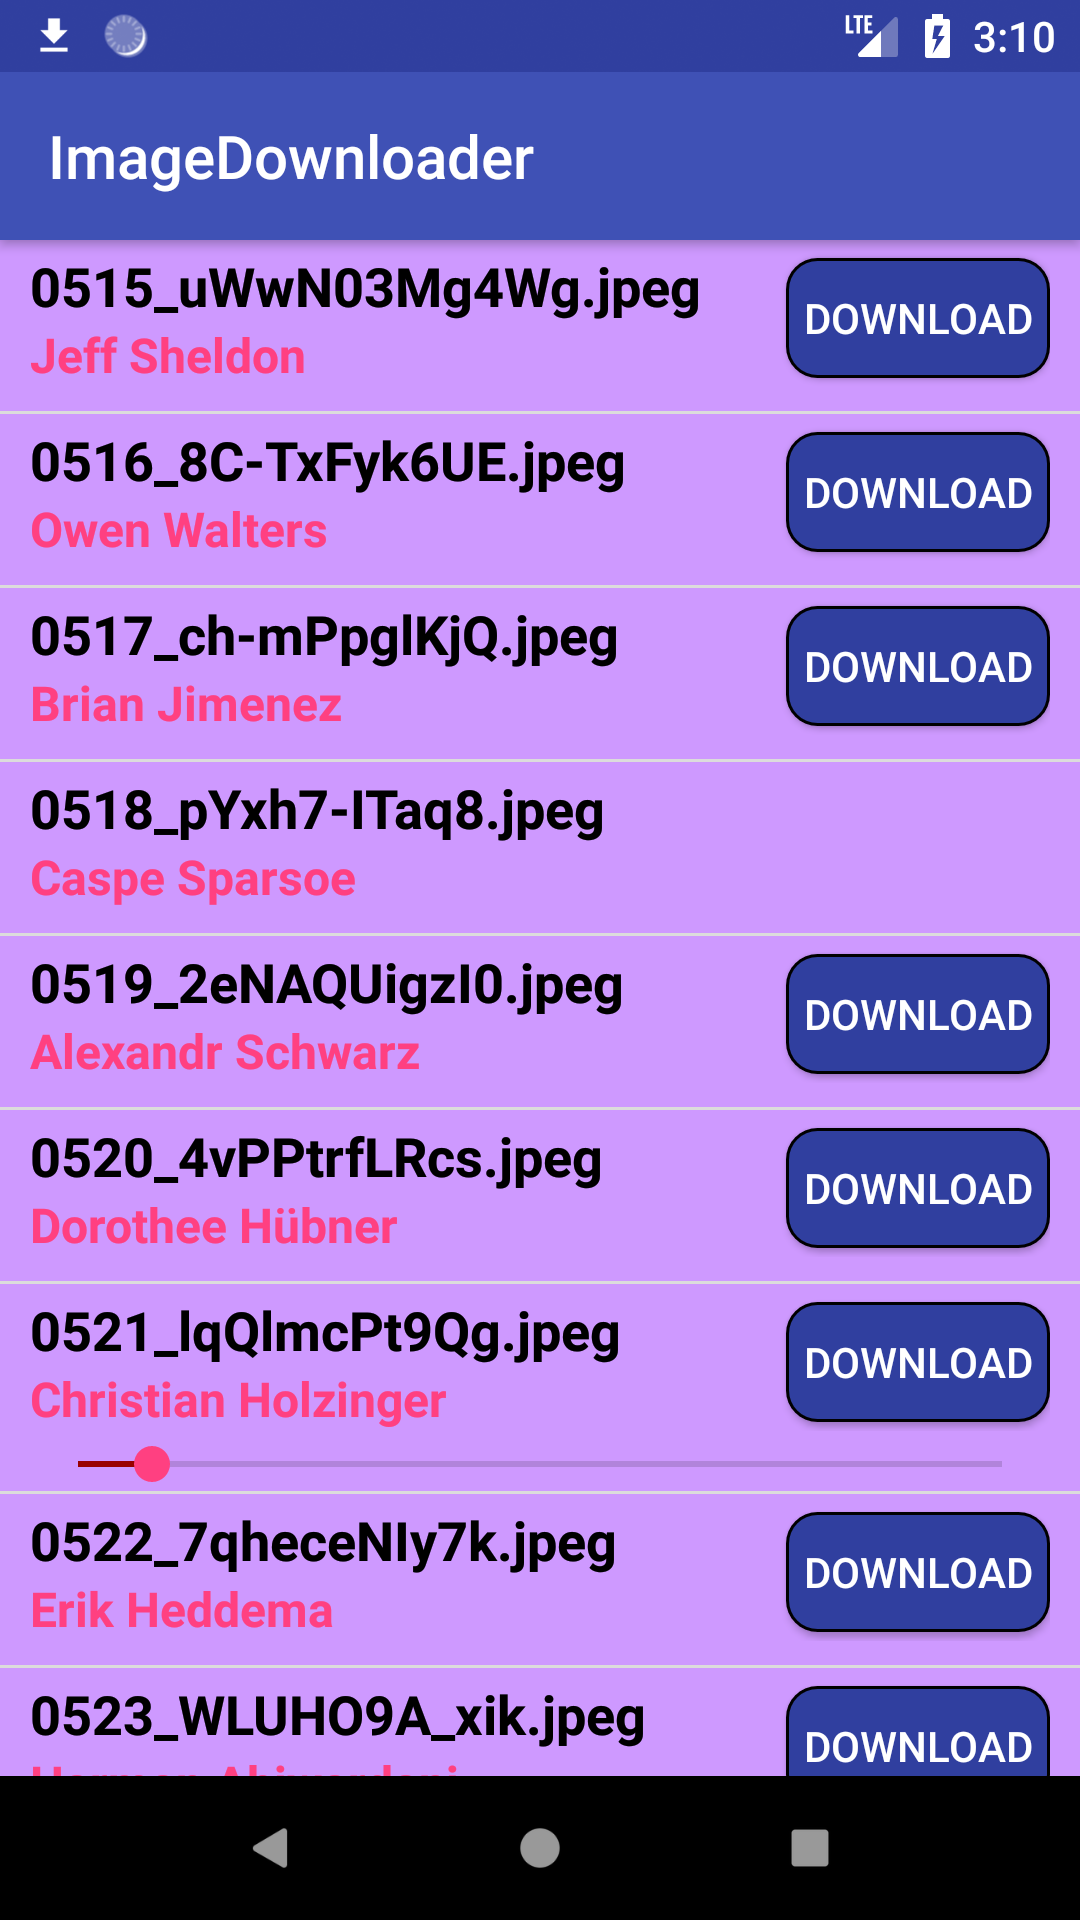 LTE 3:10
ImageDownloader
0515_uWwN03Mg4Wg.jpeg
DOWNLOAD
Jeff Sheldon
0516_8C-TxFyk6UE.jpeg
DOWNLOAD
Owen Walters
0517_ch-mPpglKjQ.jpeg
DOWNLOAD
Brian Jimenez
0518_pYxh7-ITaq8.jpeg
Caspe Sparsoe
0519_2eNAQUigzI0.jpeg
DOWNLOAD
Alexandr Schwarz
0520_4vPPtrfLRcs.jpeg
DOWNLOAD
Dorothee Hübner
0521_lqQlmcPt9Qg.jpeg
DOWNLOAD
Christian Holzinger
0522_7qheceNIy7k.jpeg
DOWNLOAD
Erik Heddema
0523_WLUHO9A_xik.jpeg
DOWNLOAD